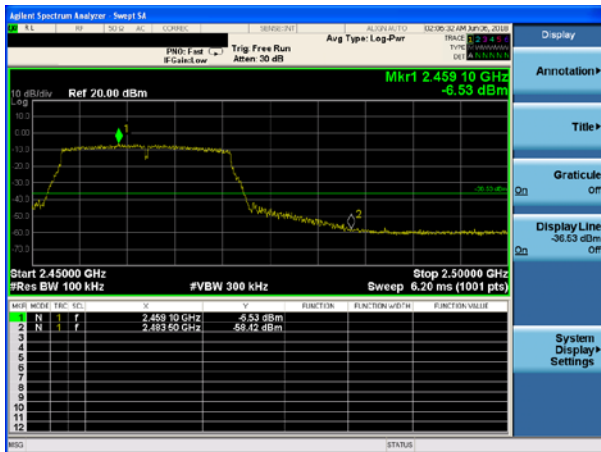 Agilent Spectrum Analyzer - Swept SA
RL RF 50 Ω AC CORREC SENSE:INT ALIGN AUTO 02:06:32 AM Jun 06, 2018
Avg Type: Log-Pwr
TRACE 1 2 3 4 5 6
TYPE
DET
PNO: Fast
IFGain:Low
Trig: Free Run
Atten: 30 dB
Mkr1 2.459 10 GHz
-6.53 dBm
10 dB/div Ref 20.00 dBm
Log
10.0
0.00
-10.0
-20.0
-30.0
-40.0
-50.0
-60.0
-70.0
1
2
-36.53 dBm
Start 2.45000 GHz
Stop 2.50000 GHz
#Res BW 100 kHz
#VBW 300 kHz
Sweep 6.20 ms (1001 pts)
MKR MODE TRC SCL X Y FUNCTION FUNCTION WIDTH FUNCTION VALUE
1 N 1 f 2.459 10 GHz -6.53 dBm
2 N 1 f 2.483 50 GHz -58.42 dBm
3
4
5
6
7
8
9
10
11
12
MSG
STATUS
Display
Annotation
Title
Graticule
On Off
Display Line
-36.53 dBm
On Off
System
Display
Settings